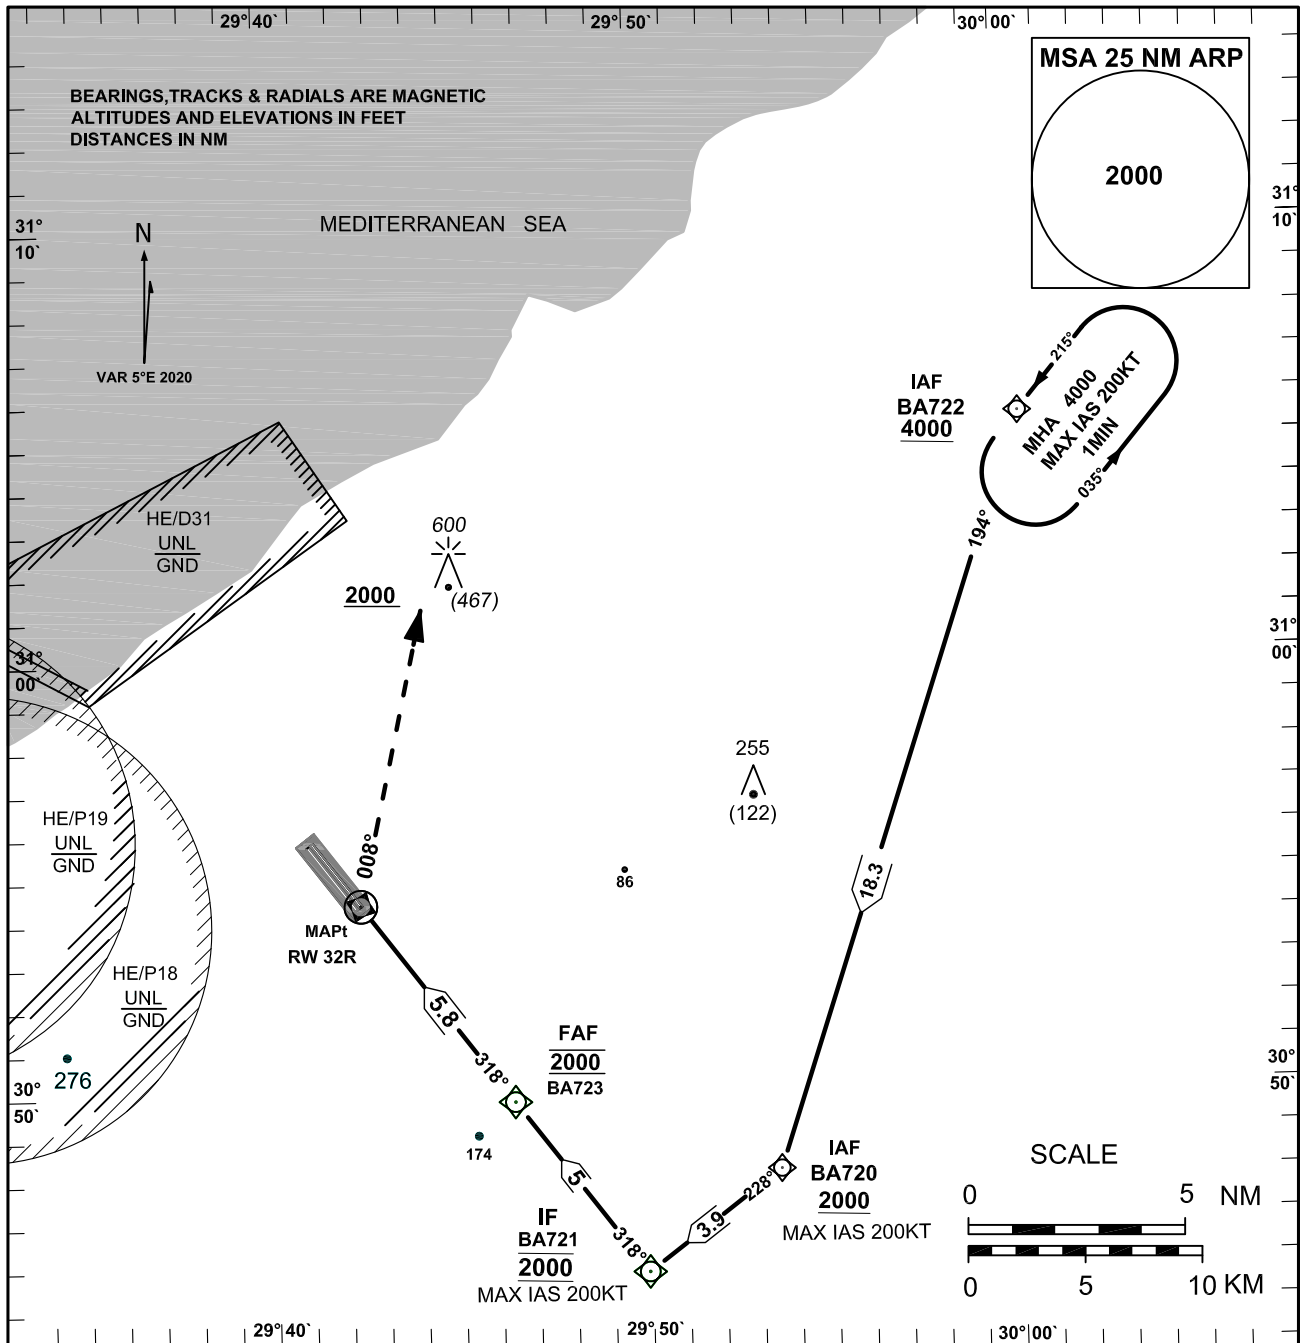 29° 40`
29° 50`
30° 00`
MSA 25 NM ARP
2000
BEARINGS,TRACKS & RADIALS ARE MAGNETIC
ALTITUDES AND ELEVATIONS IN FEET
DISTANCES IN NM
31°
10`
31°
10`
MEDITERRANEAN SEA
N
VAR 5°E 2020
215°
MHA 4000
MAX IAS 200KT
1MIN
035°
IAF
BA722
4000
194°
HE/D31
UNL
GND
600
(467)
2000
31°
00`
31°
00`
255
(122)
HE/P19
UNL
GND
008°
86
18.3
MAPt
RW 32R
HE/P18
UNL
GND
5.8
318°
FAF
2000
BA723
276
30°
50`
30°
50`
174
5
318°
IF
BA721
2000
MAX IAS 200KT
3.9
228°
IAF
BA720
2000
MAX IAS 200KT
SCALE
0 5 NM
0 5 10 KM
29° 40`
29° 50`
30° 00`